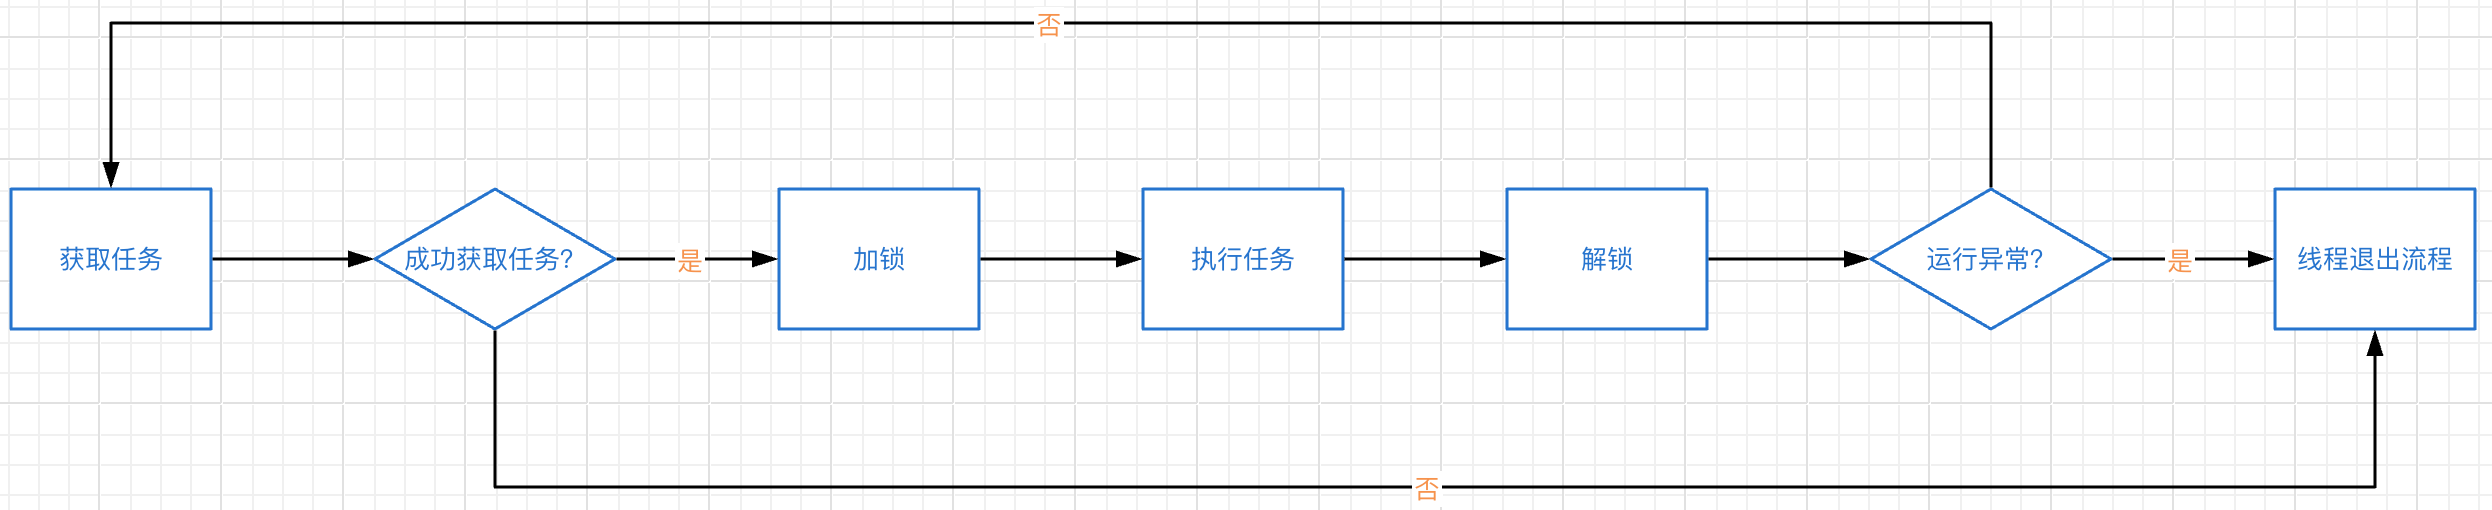 否
获取任务
成功获取任务?
是
加锁
执行任务
解锁
运行异常?
是
线程退出流程
否